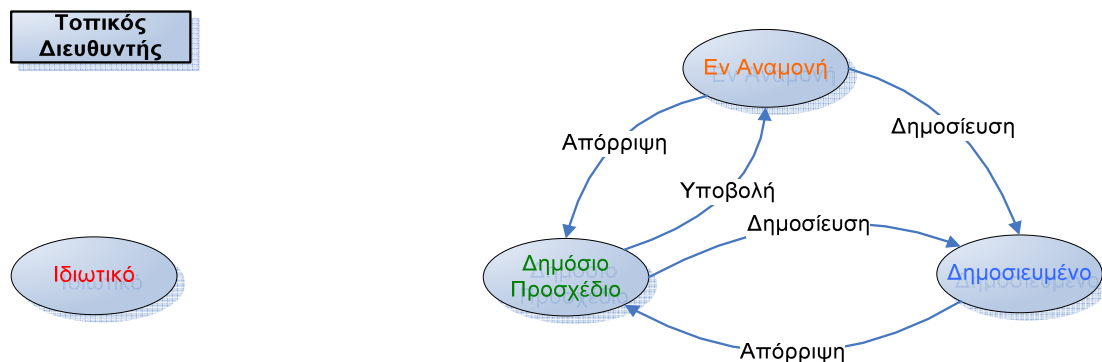 Τοπικός
Διευθυντής
Εν Αναμονή
Δημοσίευση
Απόρριψη
Υποβολή
Δημοσίευση
Ιδιωτικό
Δημόσιο
Προσχέδιο
Δημοσιευμένο
Απόρριψη